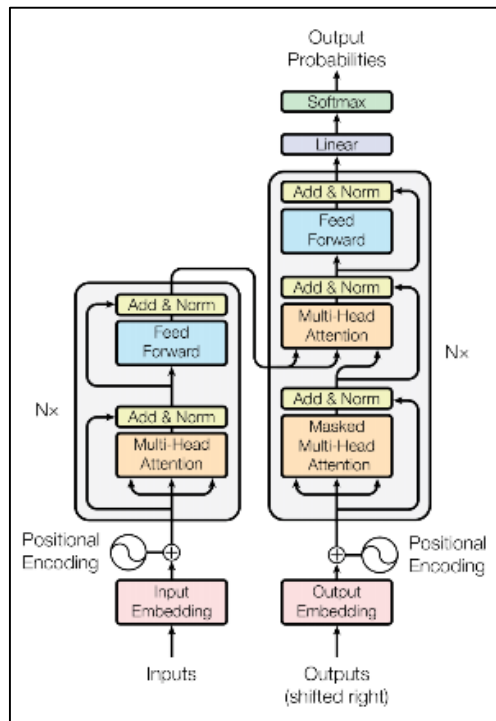 Output
Probabilities
Softmax
Linear
Add & Norm
Feed
Forward
Add & Norm
Multi-Head
Attention
Nx
Add & Norm
Masked
Multi-Head
Attention
Positional
Encoding
Output
Embedding
Outputs
(shifted right)
Add & Norm
Feed
Forward
Nx
Add & Norm
Multi-Head
Attention
Positional
Encoding
Input
Embedding
Inputs